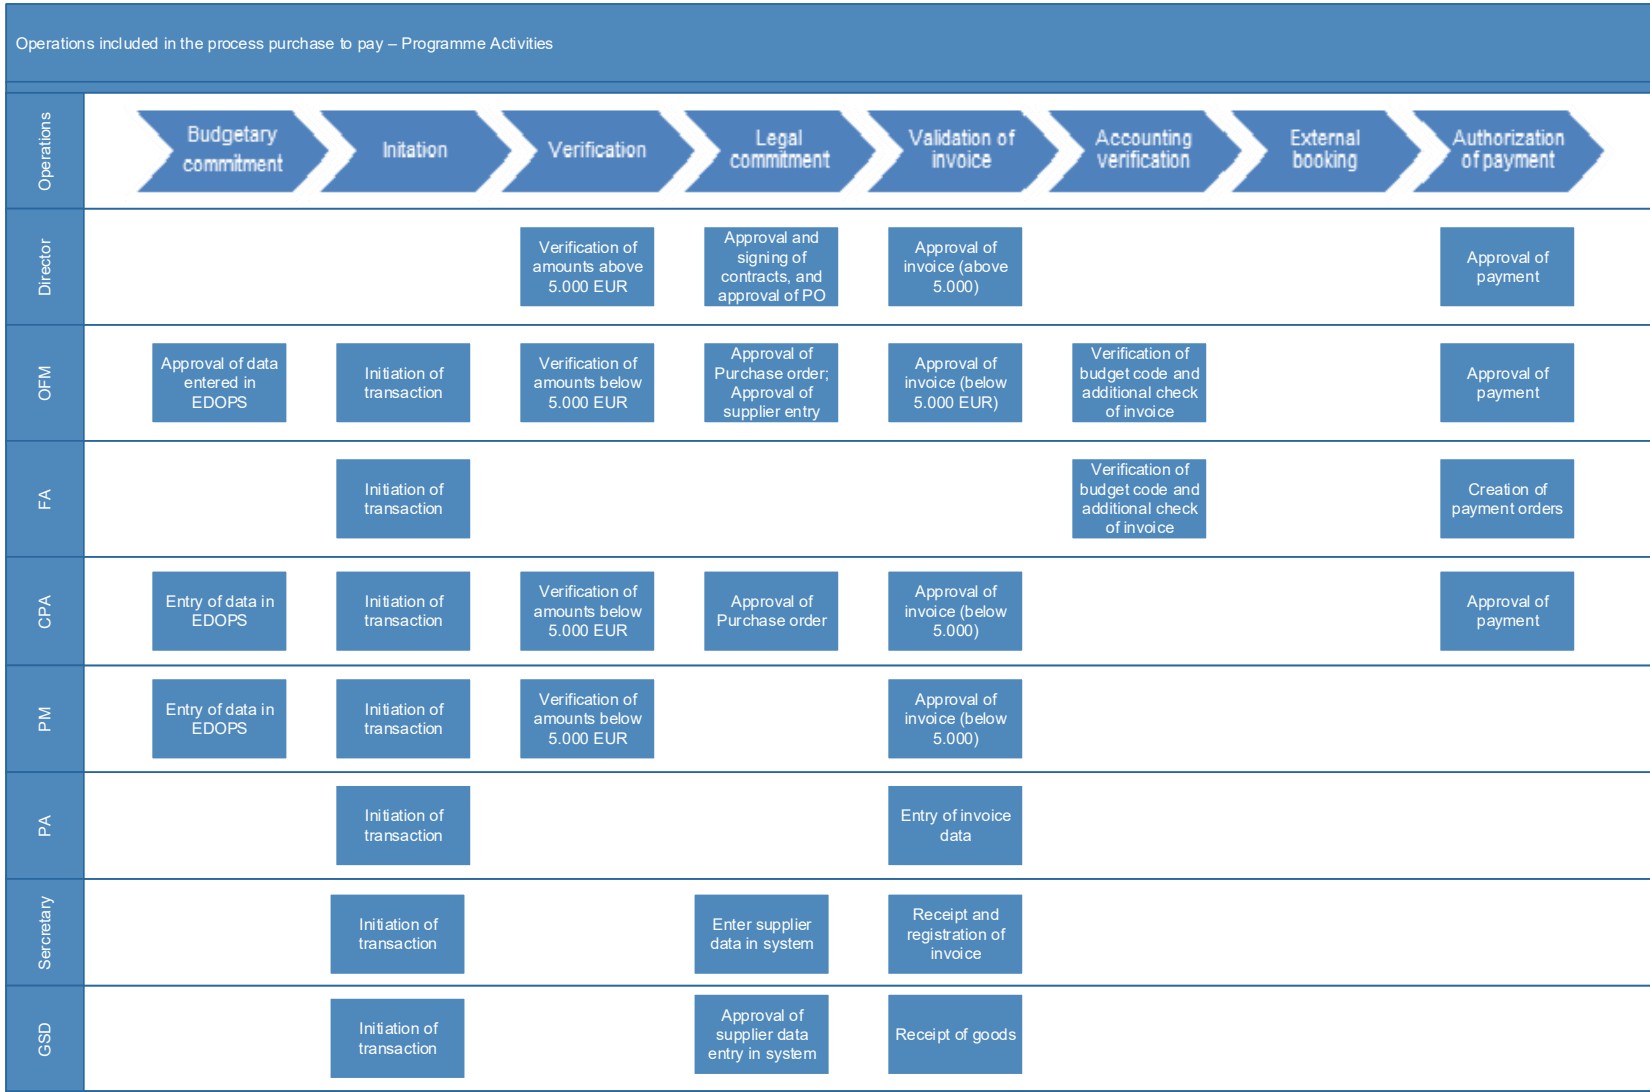 Operations included in the process purchase to pay – Programme Activities
Operations
Budgetary
commitment
Initation
Verification
Legal
commitment
Validation of
invoice
Accounting
verification
External
booking
Authorization
of payment
Director
Verification of
amounts above
5.000 EUR
Approval and
signing of
contracts, and
approval of PO
Approval of
invoice (above
5.000)
Approval of
payment
OFM
Approval of data
entered in
EDOPS
Initiation of
transaction
Verification of
amounts below
5.000 EUR
Approval of
Purchase order;
Approval of
supplier entry
Approval of
invoice (below
5.000 EUR)
Verification of
budget code and
additional check
of invoice
Approval of
payment
FA
Initiation of
transaction
Verification of
budget code and
additional check
of invoice
Creation of
payment orders
CPA
Entry of data in
EDOPS
Initiation of
transaction
Verification of
amounts below
5.000 EUR
Approval of
Purchase order
Approval of
invoice (below
5.000)
Approval of
payment
PM
Entry of data in
EDOPS
Initiation of
transaction
Verification of
amounts below
5.000 EUR
Approval of
invoice (below
5.000)
PA
Initiation of
transaction
Entry of invoice
data
Sercretary
Initiation of
transaction
Enter supplier
data in system
Receipt and
registration of
invoice
GSD
Initiation of
transaction
Approval of
supplier data
entry in system
Receipt of goods